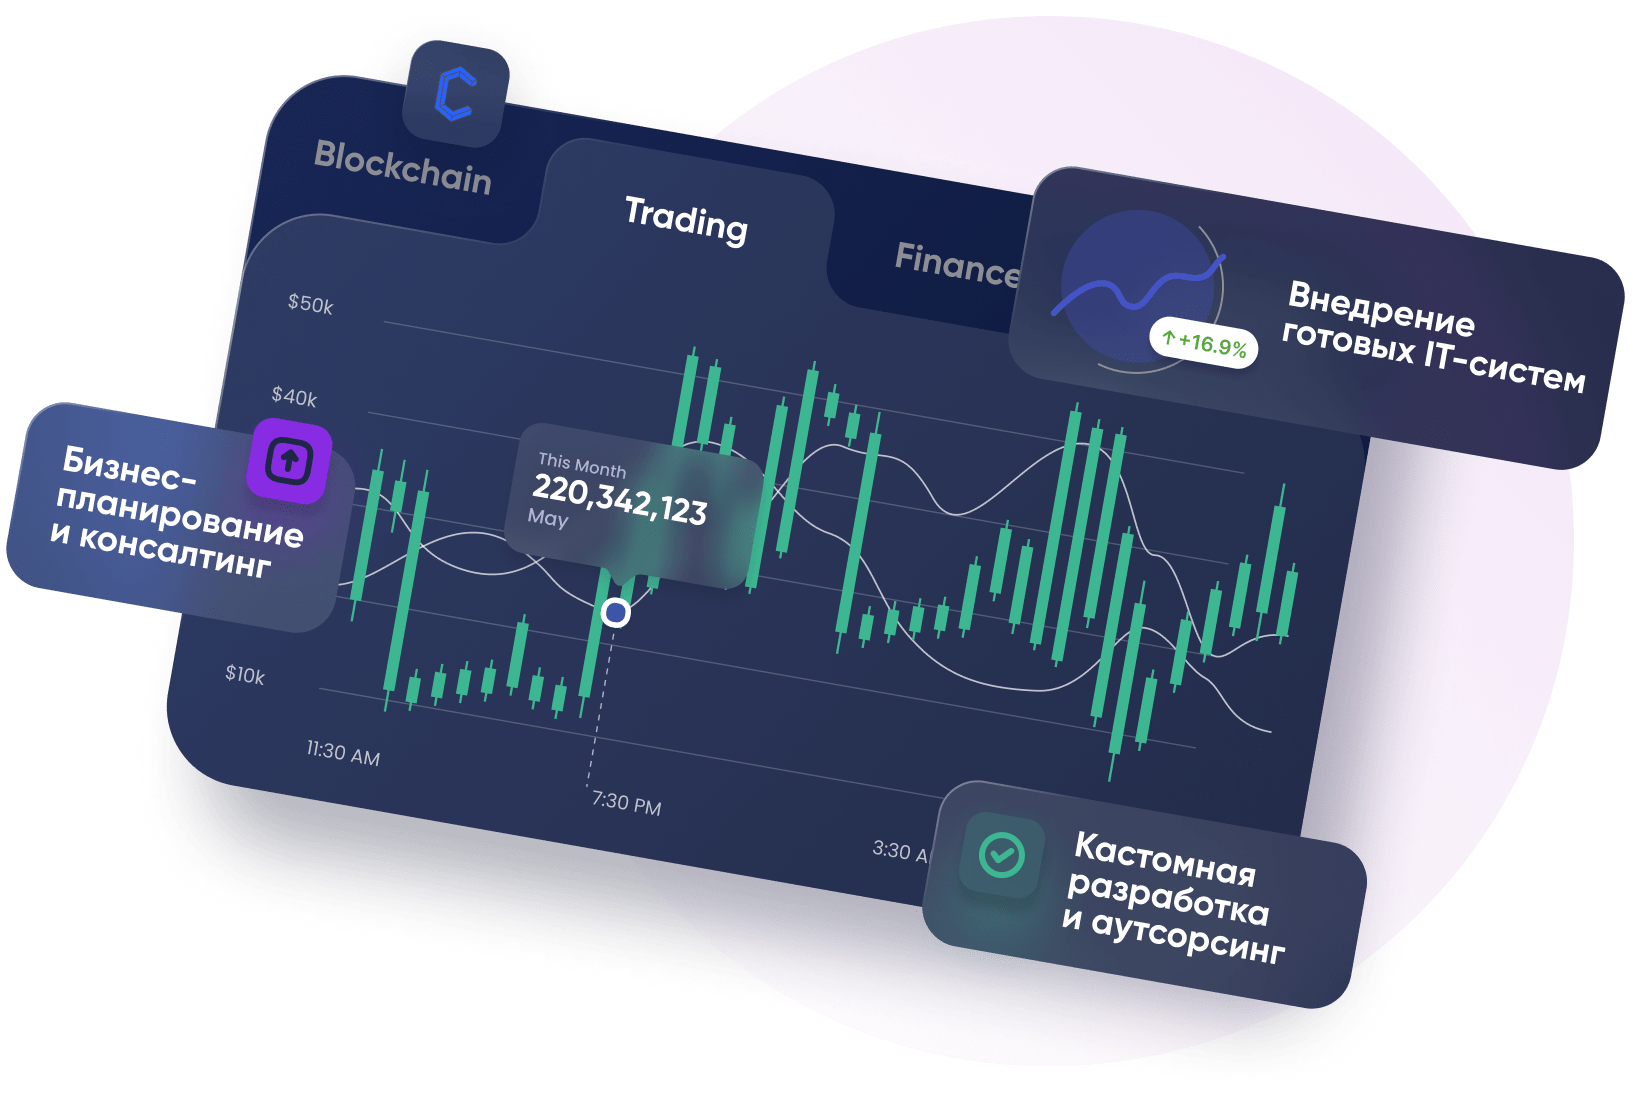 Blockchain
Trading
Finance
$50k
$40k
$10k
11:30 AM
7:30 PM
3:30
This Month
220,342,123
May
↑+16.9%
Внедрение
готовых IT-систем
Бизнес-
планирование
и консалтинг
Кастомная
разработка
и аутсорсинг